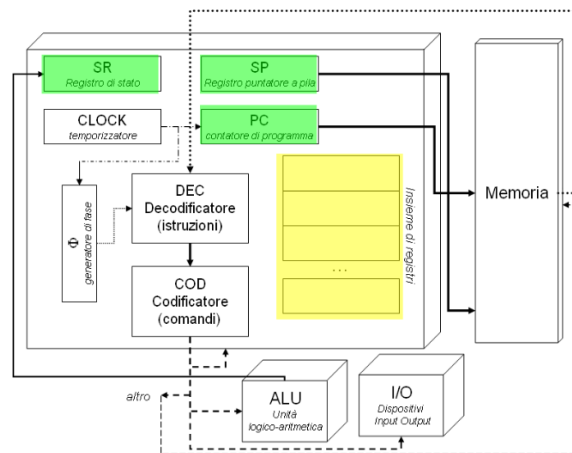 SR
Registro di stato
SP
Registro puntatore a pila
CLOCK
temporizzatore
PC
contatore di programma
Φ
generatore di fase
DEC
Decodificatore
(istruzioni)
COD
Codificatore
(comandi)
...
Insieme di registri
Memoria
altro
ALU
Unità
logico-aritmetica
I/O
Dispositivi
Input Output